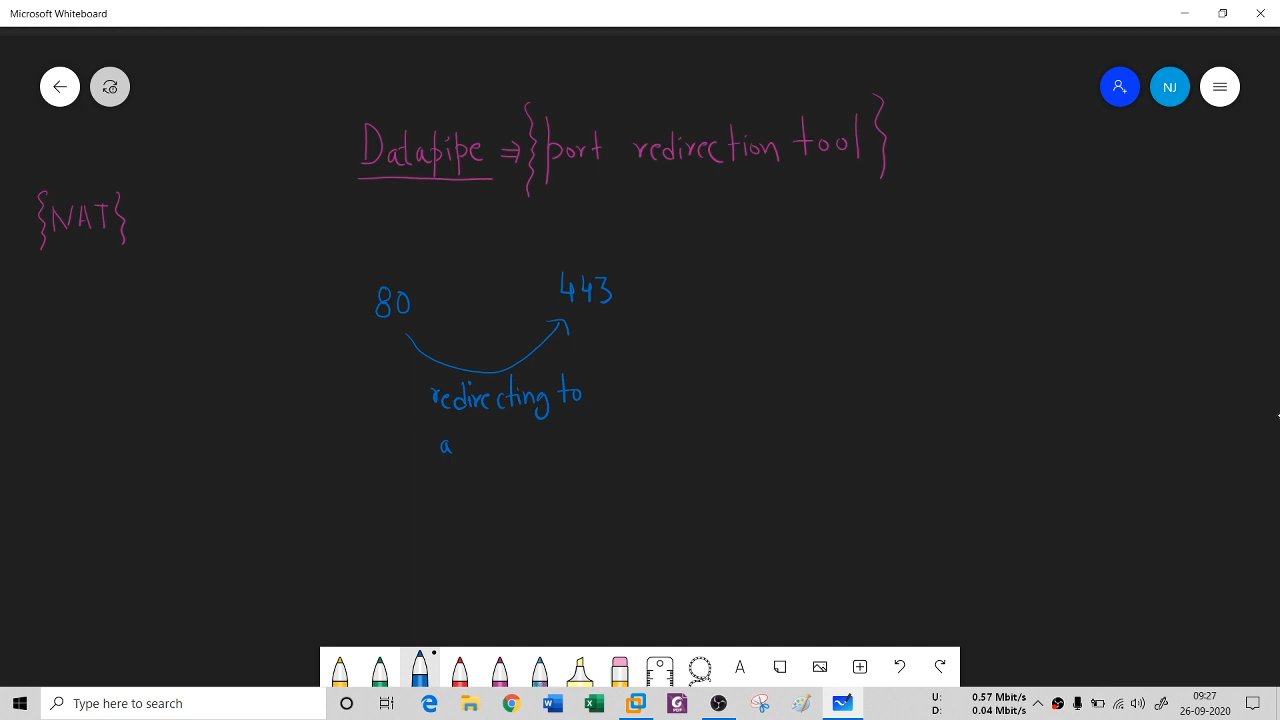 Microsoft Whiteboard
NJ
Datapipe ⇒ {port redirection tool}
{NAT}
80
443
redirecting to
a
A
Type here to search
U: 0.57 Mbit/s
D: 0.04 Mbit/s
09:27
26-09-2020